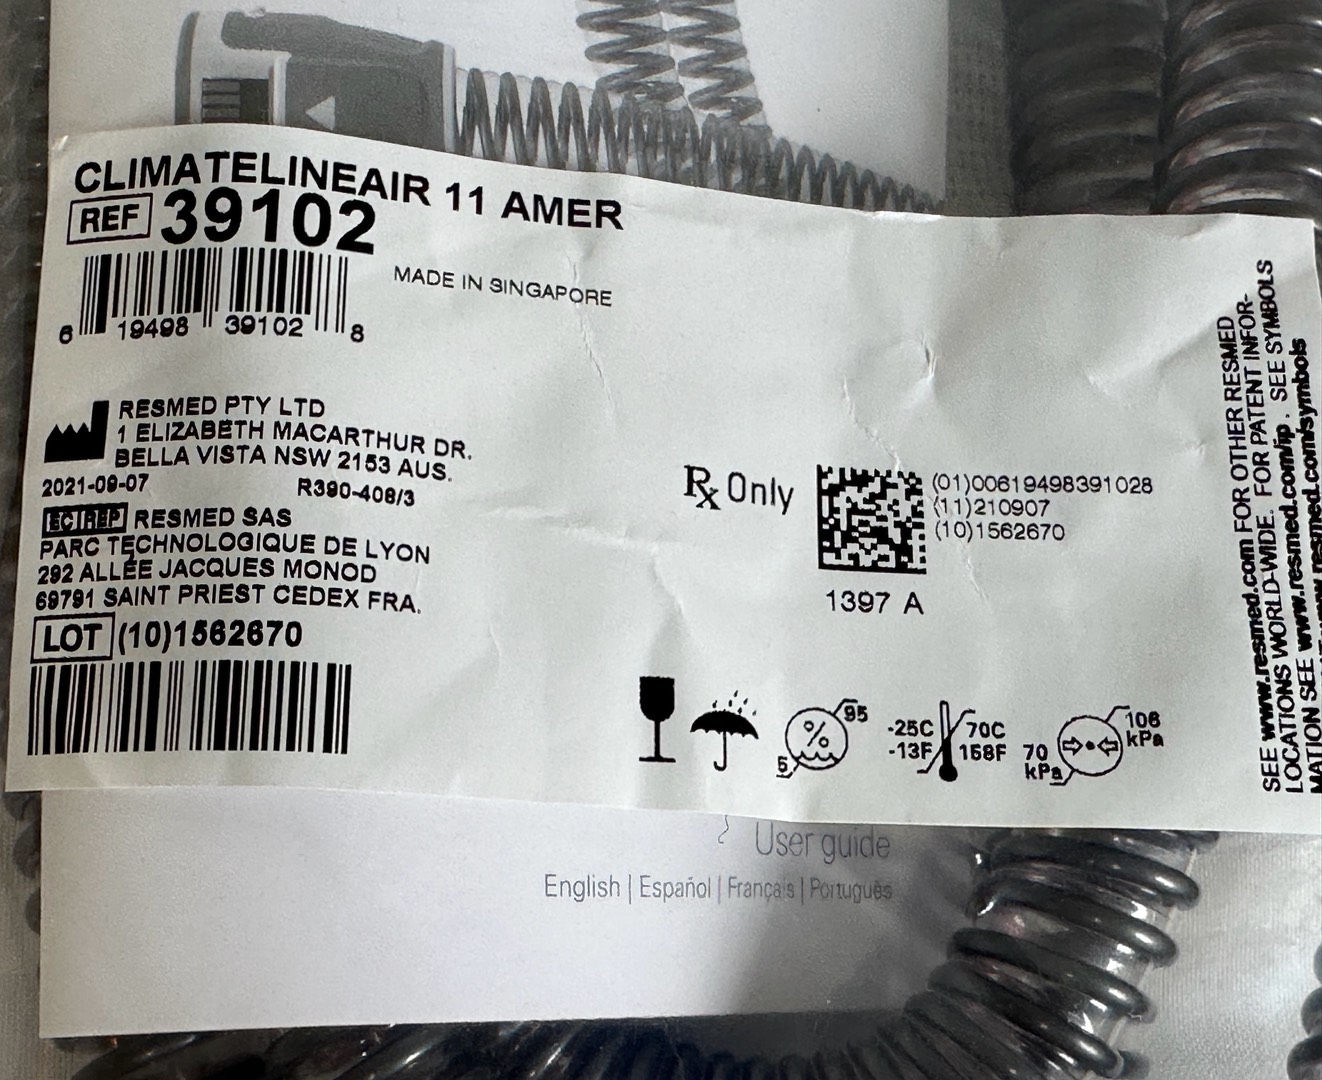 CLIMATELINEAIR 11 AMER
REF 39102
MADE IN SINGAPORE
6 19498 39102 8
RESMED PTY LTD
1 ELIZABETH MACARTHUR DR.
BELLA VISTA NSW 2153 AUS.
2021-09-07 R390-408/3
EC REP RESMED SAS
PARC TECHNOLOGIQUE DE LYON
292 ALLÉE JACQUES MONOD
69791 SAINT PRIEST CEDEX FRA.
LOT (10)1562670
Rx Only
(01)00619498391028
(11)210907
(10)1562670
1397 A
% 95
5
-25C 70C
-13F 158F
106
kPa
70
kPa
SEE www.resmed.com FOR OTHER RESMED
LOCATIONS WORLD-WIDE. FOR PATENT INFOR-
MATION SEE www.resmed.com/ip . SEE SYMBOLS
www.resmed.com/symbols
User guide
English | Español | Français | Português